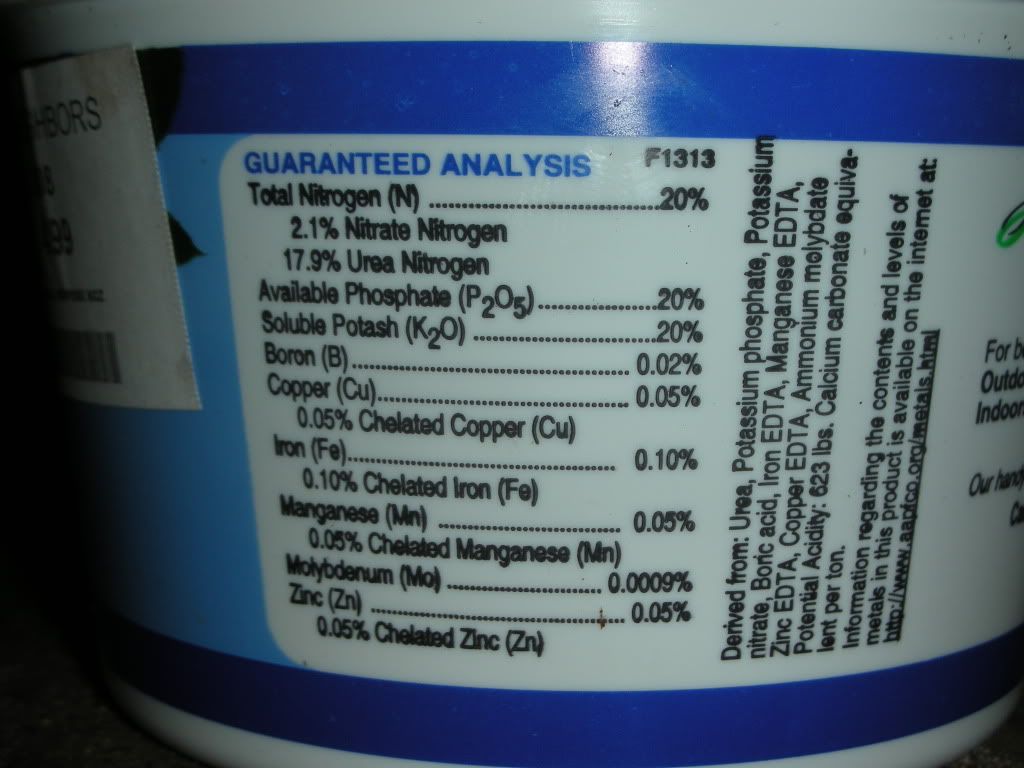 HBORS
8
.99
GUARANTEED ANALYSIS F1313
Total Nitrogen (N) ........................................20%
2.1% Nitrate Nitrogen
17.9% Urea Nitrogen
Available Phosphate (P2O5)....................20%
Soluble Potash (K2O) ...............................20%
Boron (B)................................................ 0.02%
Copper (Cu)........................................... 0.05%
0.05% Chelated Copper (Cu)
Iron (Fe).............................................. 0.10%
0.10% Chelated Iron (Fe)
Manganese (Mn) ................................ 0.05%
0.05% Chelated Manganese (Mn)
Molybdenum (Mo) ........................... 0.0009%
Zinc (Zn) ............................................ 0.05%
0.05% Chelated Zinc (Zn)
Derived from: Urea, Potassium phosphate, Potassium
nitrate, Boric acid, Iron EDTA, Manganese EDTA,
Zinc EDTA, Copper EDTA, Ammonium molybdate
Potential Acidity: 623 lbs. Calcium carbonate equiva-
lent per ton.
Information regarding the contents and levels of
metals in this product is available on the internet at:
http://www.aapfco.org/metals.html
For b
Outdo
Indoor
Our handy